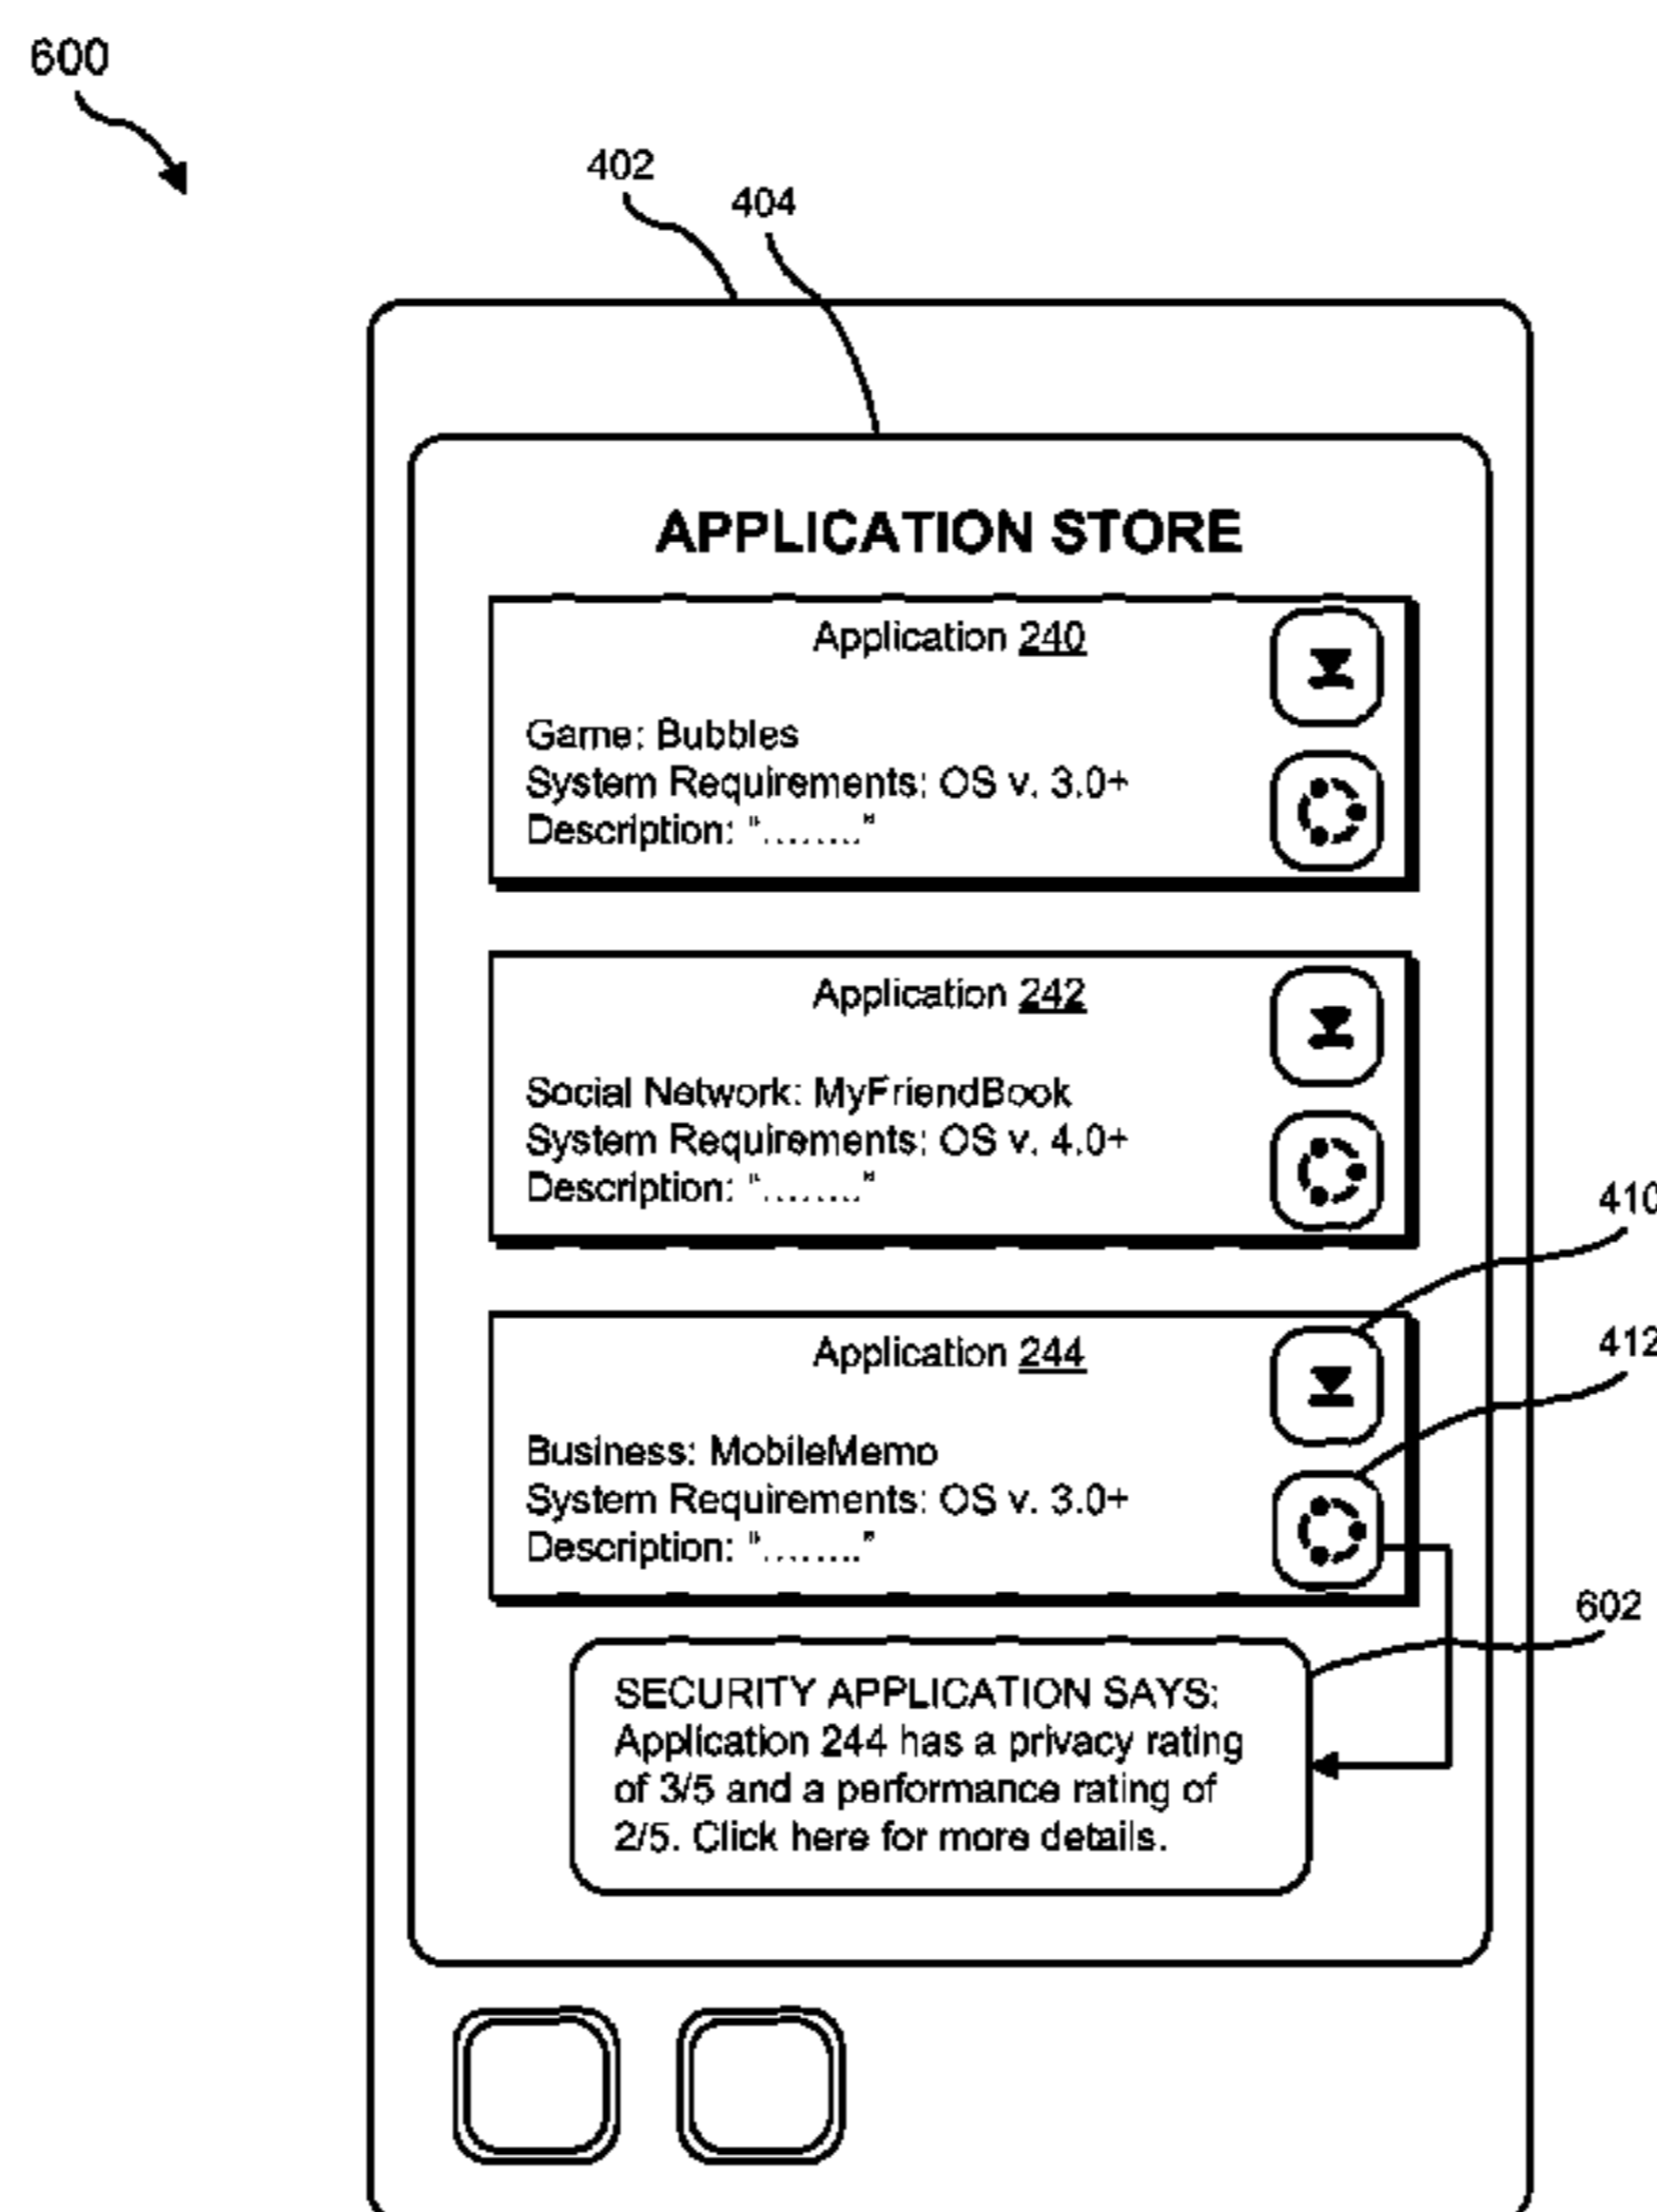 600
402
404
APPLICATION STORE
Application 240
Game: Bubbles
System Requirements: OS v. 3.0+
Description: “........”
Application 242
Social Network: MyFriendBook
System Requirements: OS v. 4.0+
Description: “........”
410
412
Application 244
Business: MobileMemo
System Requirements: OS v. 3.0+
Description: “........”
602
SECURITY APPLICATION SAYS:
Application 244 has a privacy rating
of 3/5 and a performance rating of
2/5. Click here for more details.